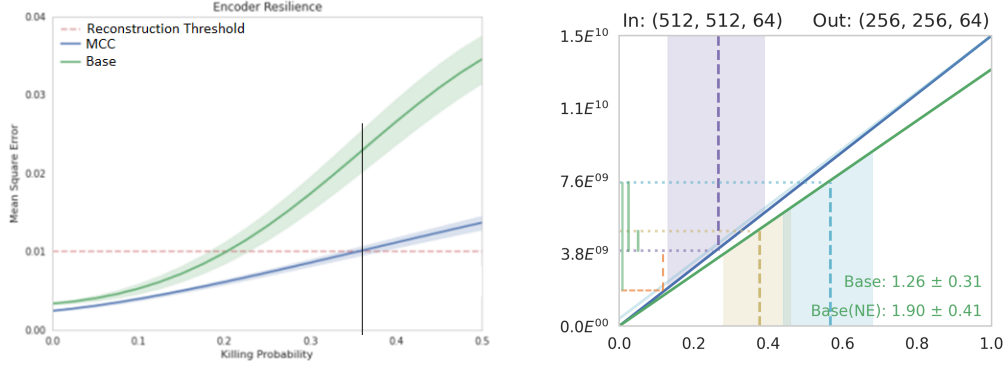 Encoder Resilience
0.04
0.03
0.02
0.01
0.00
Mean Square Error
Reconstruction Threshold
MCC
Base
0.0 0.1 0.2 0.3 0.4 0.5
Killing Probability
In: (512, 512, 64) Out: (256, 256, 64)
1.5E¹⁰
1.1E¹⁰
7.6E⁰⁹
3.8E⁰⁹
0.0E⁰⁰
Base: 1.26 ± 0.31
Base(NE): 1.90 ± 0.41
0.0 0.2 0.4 0.6 0.8 1.0